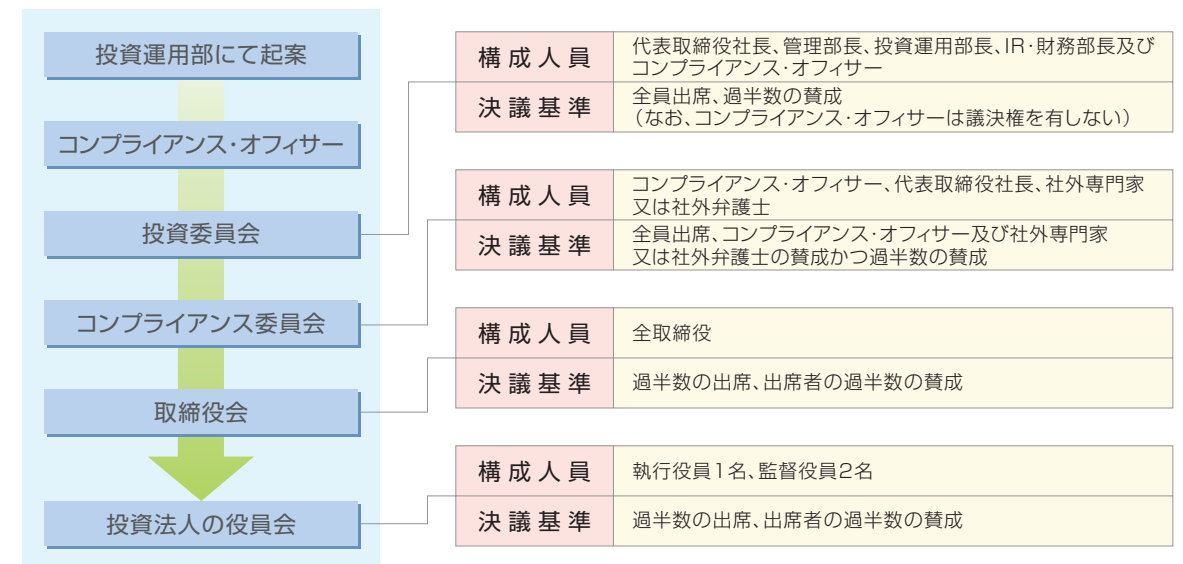 投資運用部にて起案
コンプライアンス・オフィサー
投資委員会
コンプライアンス委員会
取締役会
投資法人の役員会
構成人員
代表取締役社長、管理部長、投資運用部長、IR・財務部長及び
コンプライアンス・オフィサー
決議基準
全員出席、過半数の賛成
（なお、コンプライアンス・オフィサーは議決権を有しない）
構成人員
コンプライアンス・オフィサー、代表取締役社長、社外専門家
又は社外弁護士
決議基準
全員出席、コンプライアンス・オフィサー及び社外専門家
又は社外弁護士の賛成かつ過半数の賛成
構成人員
全取締役
決議基準
過半数の出席、出席者の過半数の賛成
構成人員
執行役員1名、監督役員2名
決議基準
過半数の出席、出席者の過半数の賛成